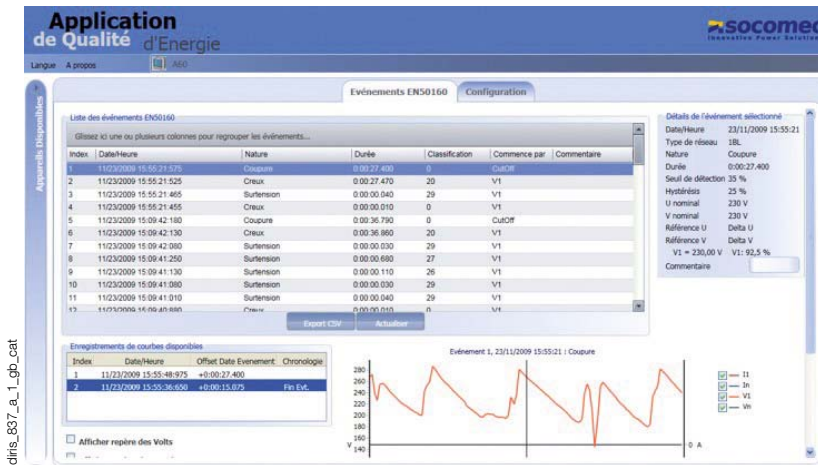 Application
de Qualité d'Energie
socomec
Innovative Power Solutions
Langue A propos A60
Appareils Disponibles
Evénements EN50160 Configuration
Liste des événements EN50160
Glissez ici une ou plusieurs colonnes pour regrouper les événements...
Index Date/Heure Nature Durée Classification Commence par Commentaire
1 11/23/2009 15:55:21:575 Coupure 0:00:27.400 0 CutOff
2 11/23/2009 15:55:21:525 Creux 0:00:27.470 20 V1
3 11/23/2009 15:55:21:465 Surtension 0:00:00.040 29 V1
4 11/23/2009 15:55:21:455 Creux 0:00:00.010 0 V1
5 11/23/2009 15:09:42:180 Coupure 0:00:36.790 0 CutOff
6 11/23/2009 15:09:42:130 Creux 0:00:36.860 20 V1
7 11/23/2009 15:09:42:080 Surtension 0:00:00.030 29 V1
8 11/23/2009 15:09:41:250 Surtension 0:00:00.680 27 V1
9 11/23/2009 15:09:41:130 Surtension 0:00:00.110 26 V1
10 11/23/2009 15:09:41:080 Surtension 0:00:00.030 29 V1
11 11/23/2009 15:09:41:010 Surtension 0:00:00.040 29 V1
12 11/23/2009 15:09:40:880 Creux 0:00:00.010 0 V1
Export CSV Actualiser
Détails de l'événement sélectionné
Date/Heure 23/11/2009 15:55:21
Type de réseau 1BL
Nature Coupure
Durée 0:00:27.400
Seuil de détection 35 %
Hystérésis 25 %
U nominal 230 V
V nominal 230 V
Référence U Delta U
Référence V Delta V
V1 = 230,00 V V1: 92,5 %
Commentaire
Enregistrements de courbes disponibles
Index Date/Heure Offset Date Evenement Chronologie
1 11/23/2009 15:55:48:975 +0:00:27.400
2 11/23/2009 15:55:36:650 +0:00:15.075 Fin Evt.
Afficher repère des Volts
Evénement 1, 23/11/2009 15:55:21 : Coupure
280
260
240
220
200
180
160
140
V
0 A
I1
In
V1
Vn
diris_837_a_1_gb_cat